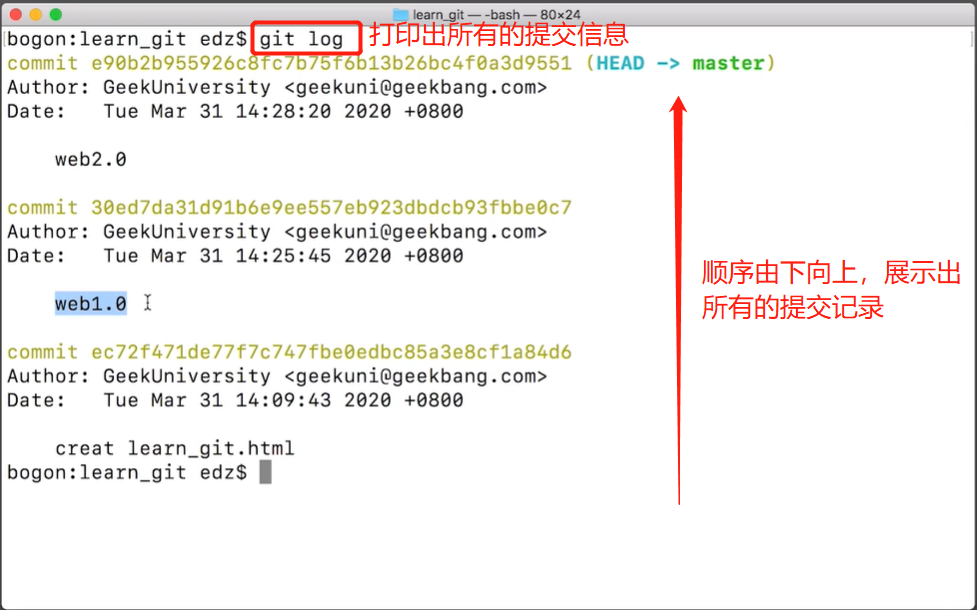 learn_git — -bash — 80×24
bogon:learn_git edz$ git log 打印出所有的提交信息
commit e90b2b955926c8fc7b75f6b13b26bc4f0a3d9551 (HEAD -> master)
Author: GeekUniversity <geekuni@geekbang.com>
Date:   Tue Mar 31 14:28:20 2020 +0800
web2.0
commit 30ed7da31d91b6e9ee557eb923dbdcb93fbbe0c7
Author: GeekUniversity <geekuni@geekbang.com>
Date:   Tue Mar 31 14:25:45 2020 +0800
顺序由下向上，展示出
所有的提交记录
web1.0
commit ec72f471de77f7c747fbe0edbc85a3e8cf1a84d6
Author: GeekUniversity <geekuni@geekbang.com>
Date:   Tue Mar 31 14:09:43 2020 +0800
creat learn_git.html
bogon:learn_git edz$